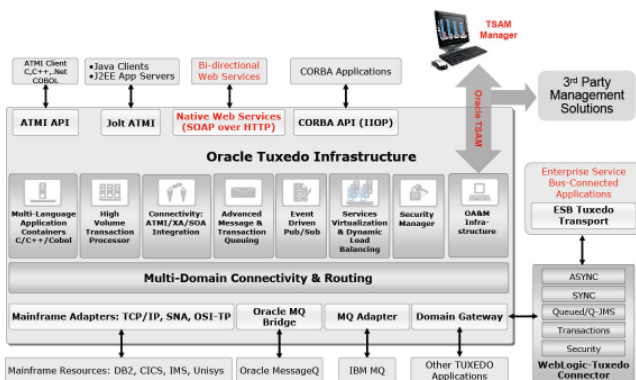 TSAM
Manager
ATMI Client
C,C++,.Net
COBOL
•Java Clients
•J2EE App Servers
Bi-directional
Web Services
CORBA Applications
3rd Party
Management
Solutions
Oracle TSAM
ATMI API
Jolt ATMI
Native Web Services
(SOAP over HTTP)
CORBA API (IIOP)
Oracle Tuxedo Infrastructure
Multi-Language
Application
Containers
C/C++/Cobol
High
Volume
Transaction
Processor
Connectivity:
ATMI/XA/SOA
Integration
Advanced
Message &
Transaction
Queuing
Event
Driven
Pub/Sub
Services
Virtualization
& Dynamic
Load
Balancing
Security
Manager
OA&M
Infra-
structure
Enterprise Service
Bus-Connected
Applications
ESB Tuxedo
Transport
Multi-Domain Connectivity & Routing
ASYNC
SYNC
Queued/Q-JMS
Transactions
WebLogic-Tuxedo
Connector
Mainframe Adapters: TCP/IP, SNA, OSI-TP
Oracle MQ
Bridge
MQ Adapter
Domain Gateway
Mainframe Resources: DB2, CICS, IMS, Unisys
Oracle MessageQ
IBM MQ
Other TUXEDO
Applications